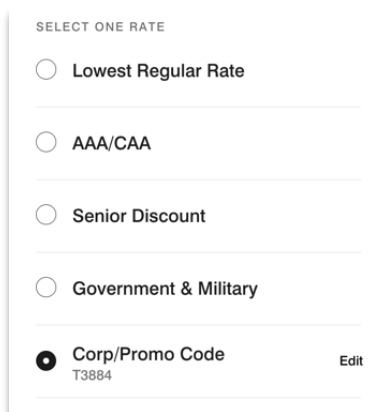 SELECT ONE RATE
Lowest Regular Rate
AAA/CAA
Senior Discount
Government & Military
Corp/Promo Code
Edit
T3884